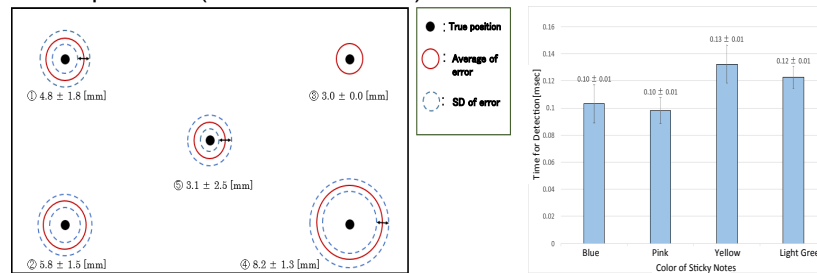 ① 4.8 ± 1.8 [mm]
③ 3.0 ± 0.0 [mm]
⑤ 3.1 ± 2.5 [mm]
② 5.8 ± 1.5 [mm]
④ 8.2 ± 1.3 [mm]
: True position
: Average of
error
: SD of error
Time for Detection[msec]
0.16
0.14
0.12
0.1
0.08
0.06
0.04
0.02
0
0.10 ± 0.01
0.10 ± 0.01
0.13 ± 0.01
0.12 ± 0.01
Blue
Pink
Yellow
Light Gree
Color of Sticky Notes